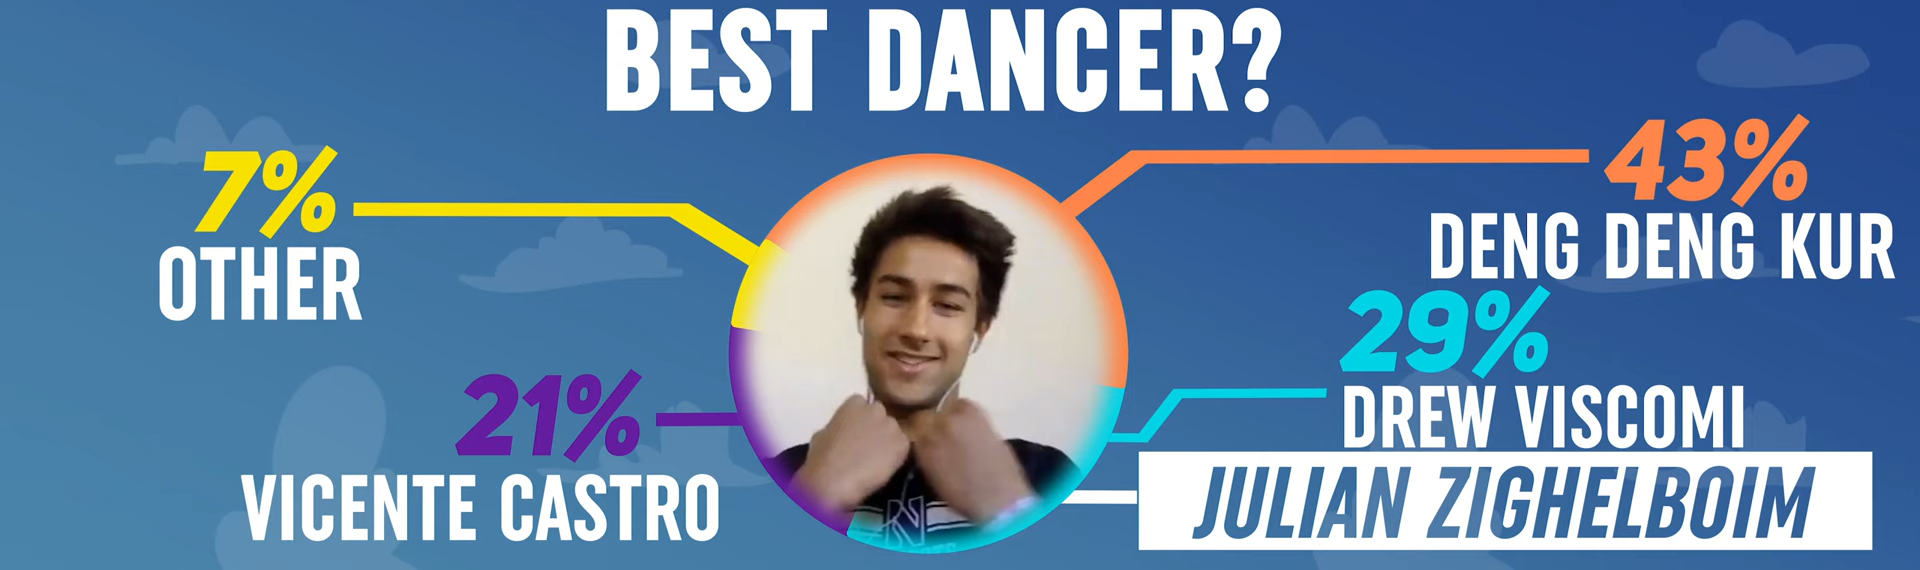 BEST DANCER?
7%
OTHER
43%
DENG DENG KUR
29%
DREW VISCOMI
21%
VICENTE CASTRO
JULIAN ZIGHELBOIM